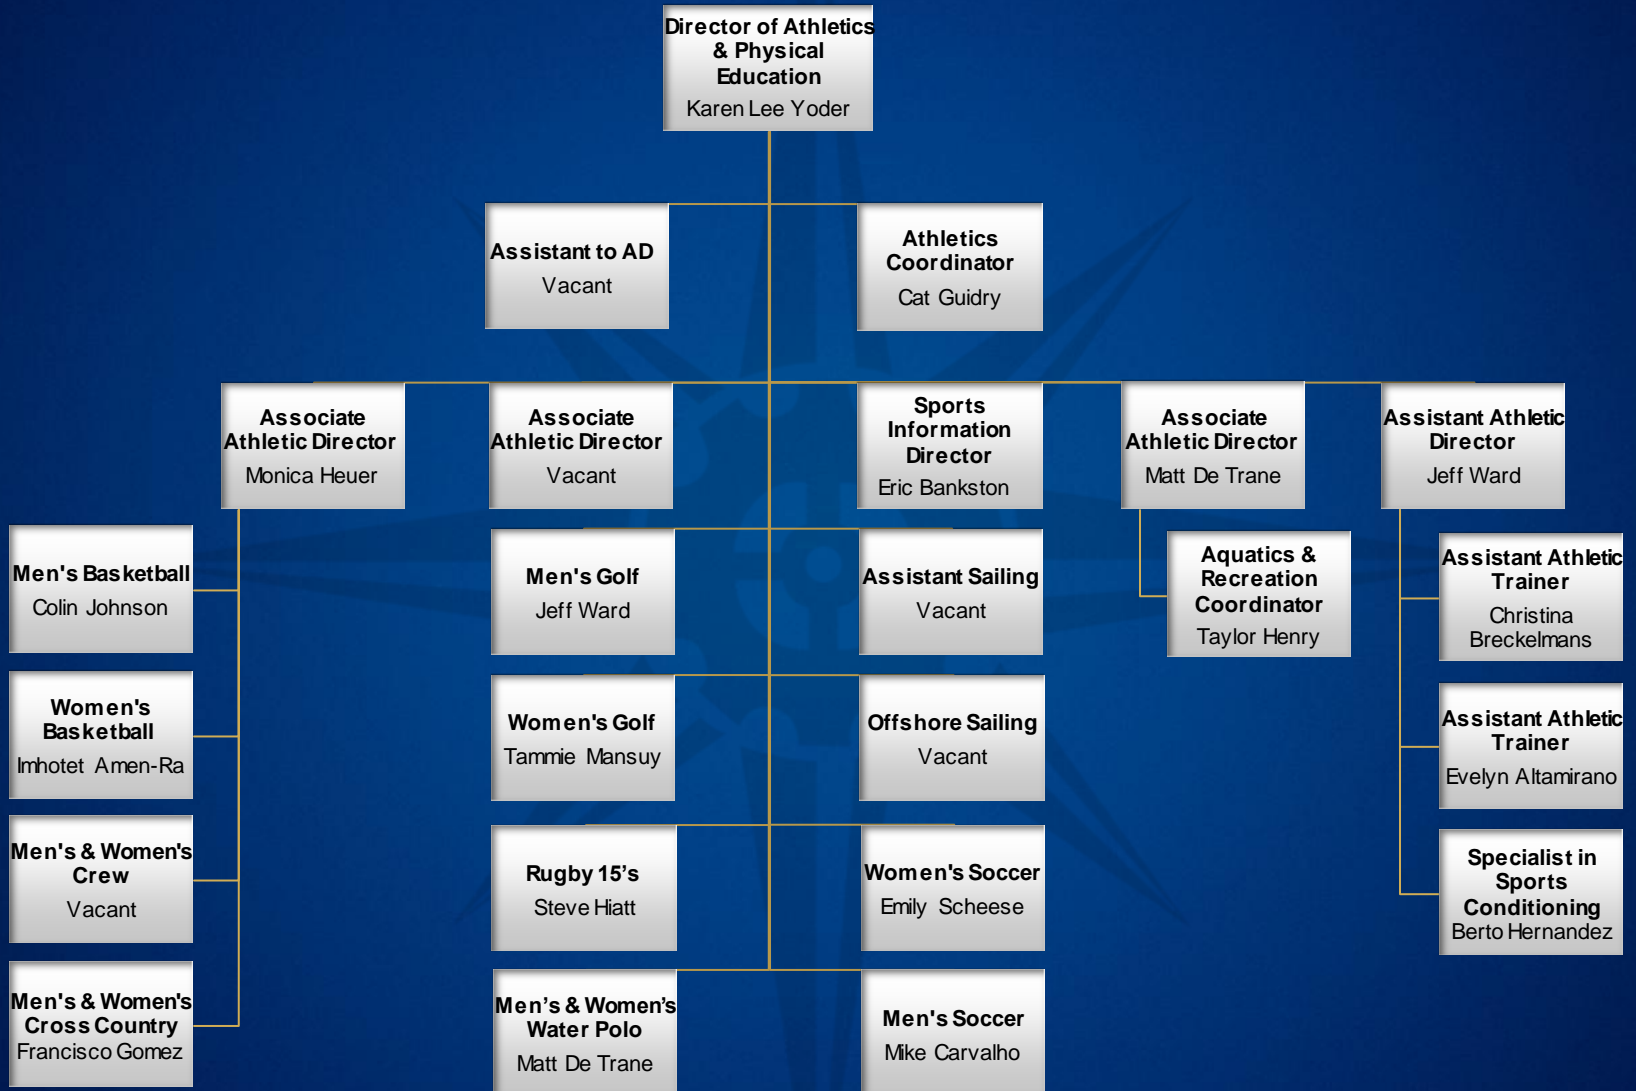 Director of Athletics
& Physical
Education
Karen Lee Yoder
Assistant to AD
Vacant
Athletics
Coordinator
Cat Guidry
Associate
Athletic Director
Monica Heuer
Associate
Athletic Director
Vacant
Sports
Information
Director
Eric Bankston
Associate
Athletic Director
Matt De Trane
Assistant Athletic
Director
Jeff Ward
Men's Basketball
Colin Johnson
Women's
Basketball
Imhotet Amen-Ra
Men's & Women's
Crew
Vacant
Men's & Women's
Cross Country
Francisco Gomez
Men's Golf
Jeff Ward
Assistant Sailing
Vacant
Women's Golf
Tammie Mansuy
Offshore Sailing
Vacant
Rugby 15's
Steve Hiatt
Women's Soccer
Emily Scheese
Men’s & Women’s
Water Polo
Matt De Trane
Men's Soccer
Mike Carvalho
Aquatics &
Recreation
Coordinator
Taylor Henry
Assistant Athletic
Trainer
Christina
Breckelmans
Assistant Athletic
Trainer
Evelyn Altamirano
Specialist in
Sports
Conditioning
Berto Hernandez